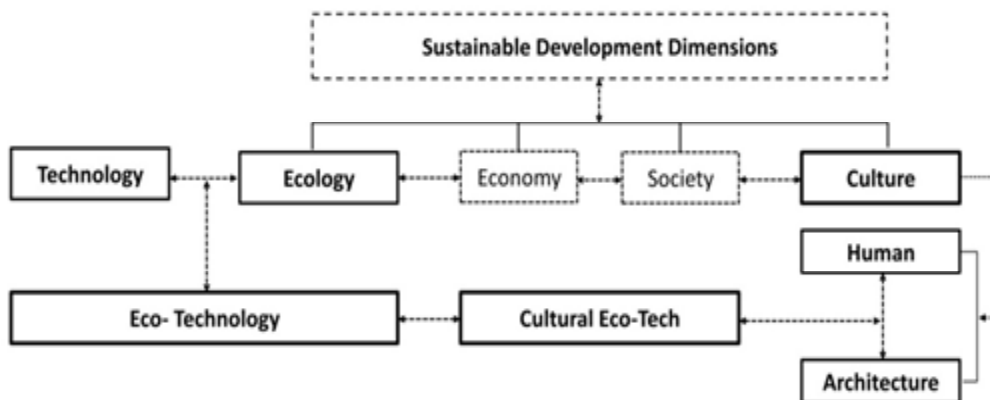 Sustainable Development Dimensions
Technology
Ecology
Economy
Society
Culture
Human
Eco- Technology
Cultural Eco-Tech
Architecture